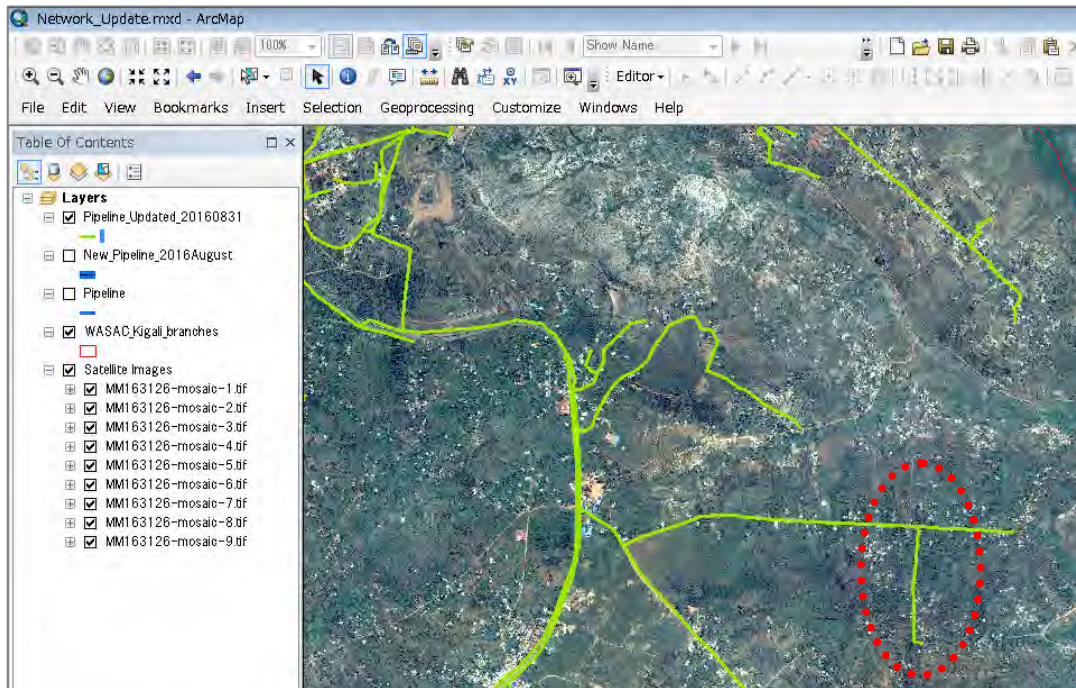 Network_Update.mxd - ArcMap
100%
Show Name
Editor
File Edit View Bookmarks Insert Selection Geoprocessing Customize Windows Help
Table Of Contents
Layers
Pipeline_Updated_20160831
New_Pipeline_2016August
Pipeline
WASAC_Kigali_branches
Satellite Images
MM163126-mosaic-1.tif
MM163126-mosaic-2.tif
MM163126-mosaic-3.tif
MM163126-mosaic-4.tif
MM163126-mosaic-5.tif
MM163126-mosaic-6.tif
MM163126-mosaic-7.tif
MM163126-mosaic-8.tif
MM163126-mosaic-9.tif